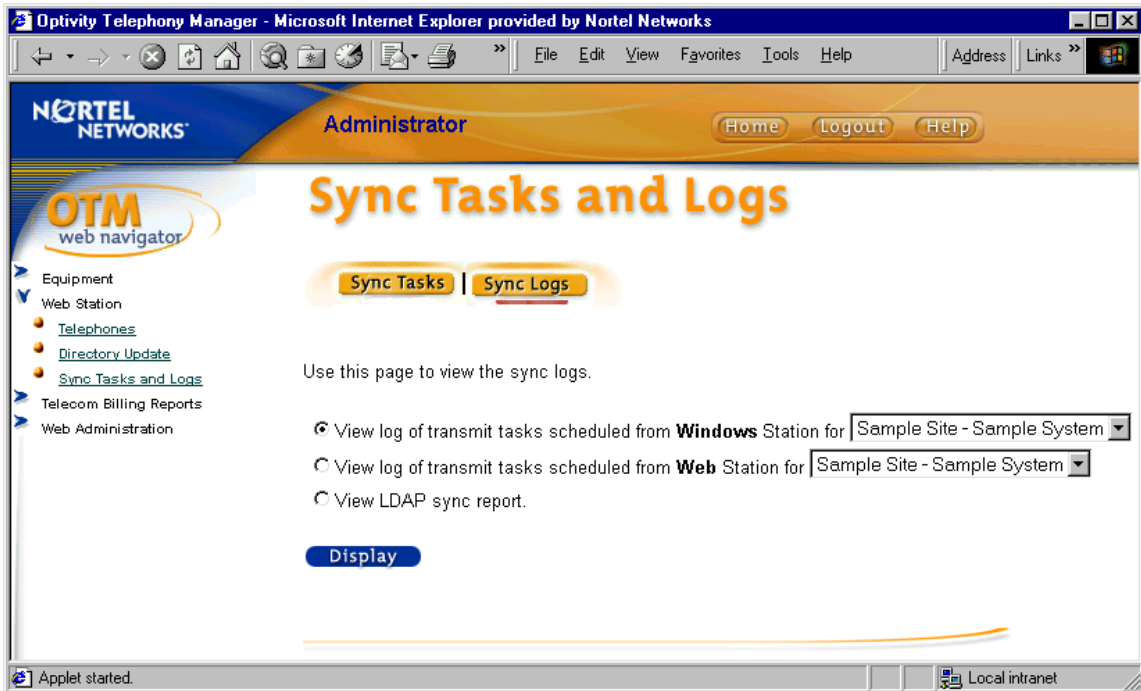 Optivity Telephony Manager - Microsoft Internet Explorer provided by Nortel Networks
» File Edit View Favorites Tools Help Address Links »
NORTEL
NETWORKS
Administrator
Home Logout Help
OTM
web navigator
Sync Tasks and Logs
Sync Tasks | Sync Logs
Equipment
Web Station
Telephones
Directory Update
Sync Tasks and Logs
Telecom Billing Reports
Web Administration
Use this page to view the sync logs.
View log of transmit tasks scheduled from Windows Station for Sample Site - Sample System
View log of transmit tasks scheduled from Web Station for Sample Site - Sample System
View LDAP sync report.
Display
Applet started. Local intranet